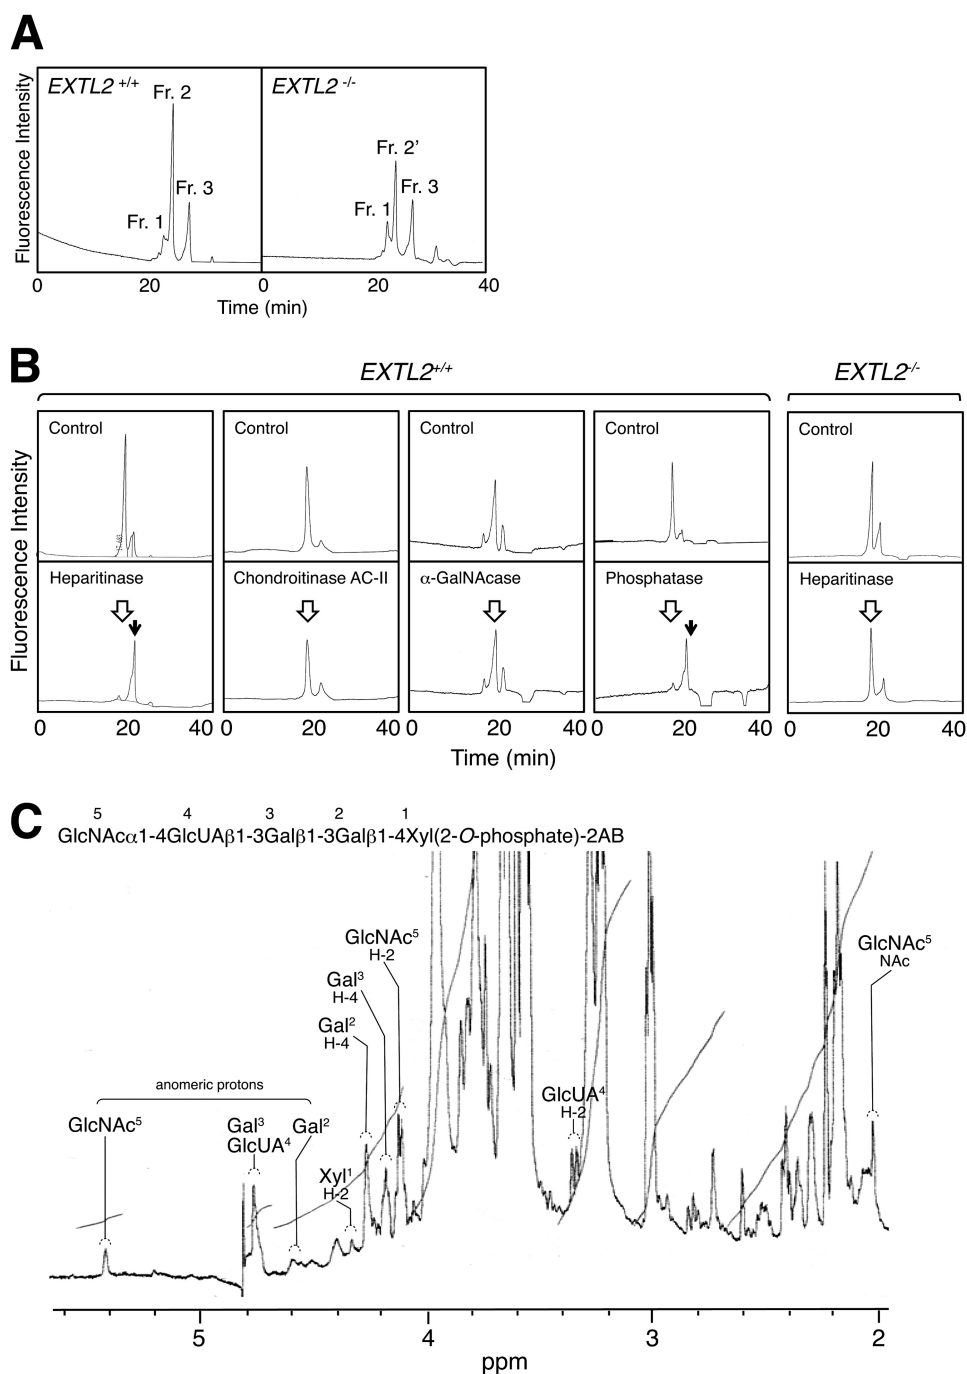 A
EXTL2 +/+
EXTL2 -/-
Fr. 2
Fr. 3
Fr. 1
Fr. 2’
Fr. 3
Fr. 1
Fluorescence Intensity
0 20 0 20 40
Time (min)
B
EXTL2+/+
EXTL2-/-
Control Control Control Control Control
Heparitinase Chondroitinase AC-II α-GalNAcase Phosphatase Heparitinase
Fluorescence Intensity
0 20 40 0 20 40 0 20 40 0 20 40 0 20 40
Time (min)
C
5 4 3 2 1
GlcNAcα1-4GlcUAβ1-3Galβ1-3Galβ1-4Xyl(2-O-phosphate)-2AB
GlcNAc5
H-2
GlcNAc5
NAc
Gal3
H-4
Gal2
H-4
anomeric protons
GlcUA4
H-2
GlcNAc5
Gal3
GlcUA4
Gal2
Xyl1
H-2
5 4 3 2
ppm